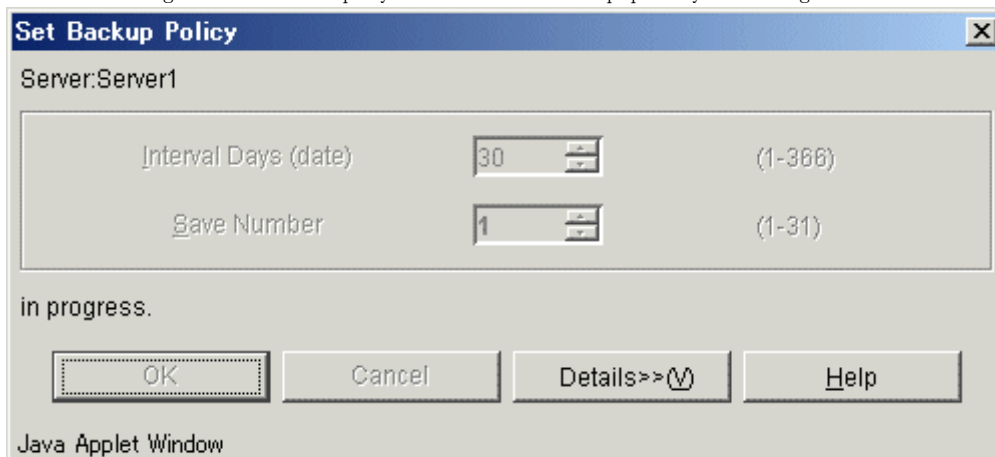 Set Backup Policy
Server:Server1
Interval Days (date) 30 (1-366)
Save Number 1 (1-31)
in progress.
OK Cancel Details>>(V) Help
Java Applet Window